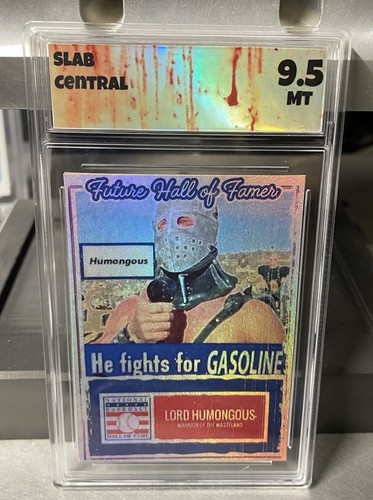 SLAB
CENTRAL
9.5
MT
Future Hall of Famer
Humongous
He fights for GASOLINE
NATIONAL
BASEBALL
HALL OF FAME
LORD HUMONGOUS
WARRIOR OF THE WASTELAND